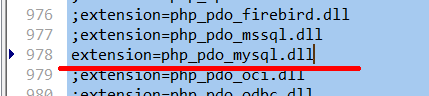 976 ;extension=php_pdo_firebird.dll
977 ;extension=php_pdo_mssql.dll
978 extension=php_pdo_mysql.dll
979 ;extension=php_pdo_oci.dll
980 ;extension=php_pdo_odbc.dll